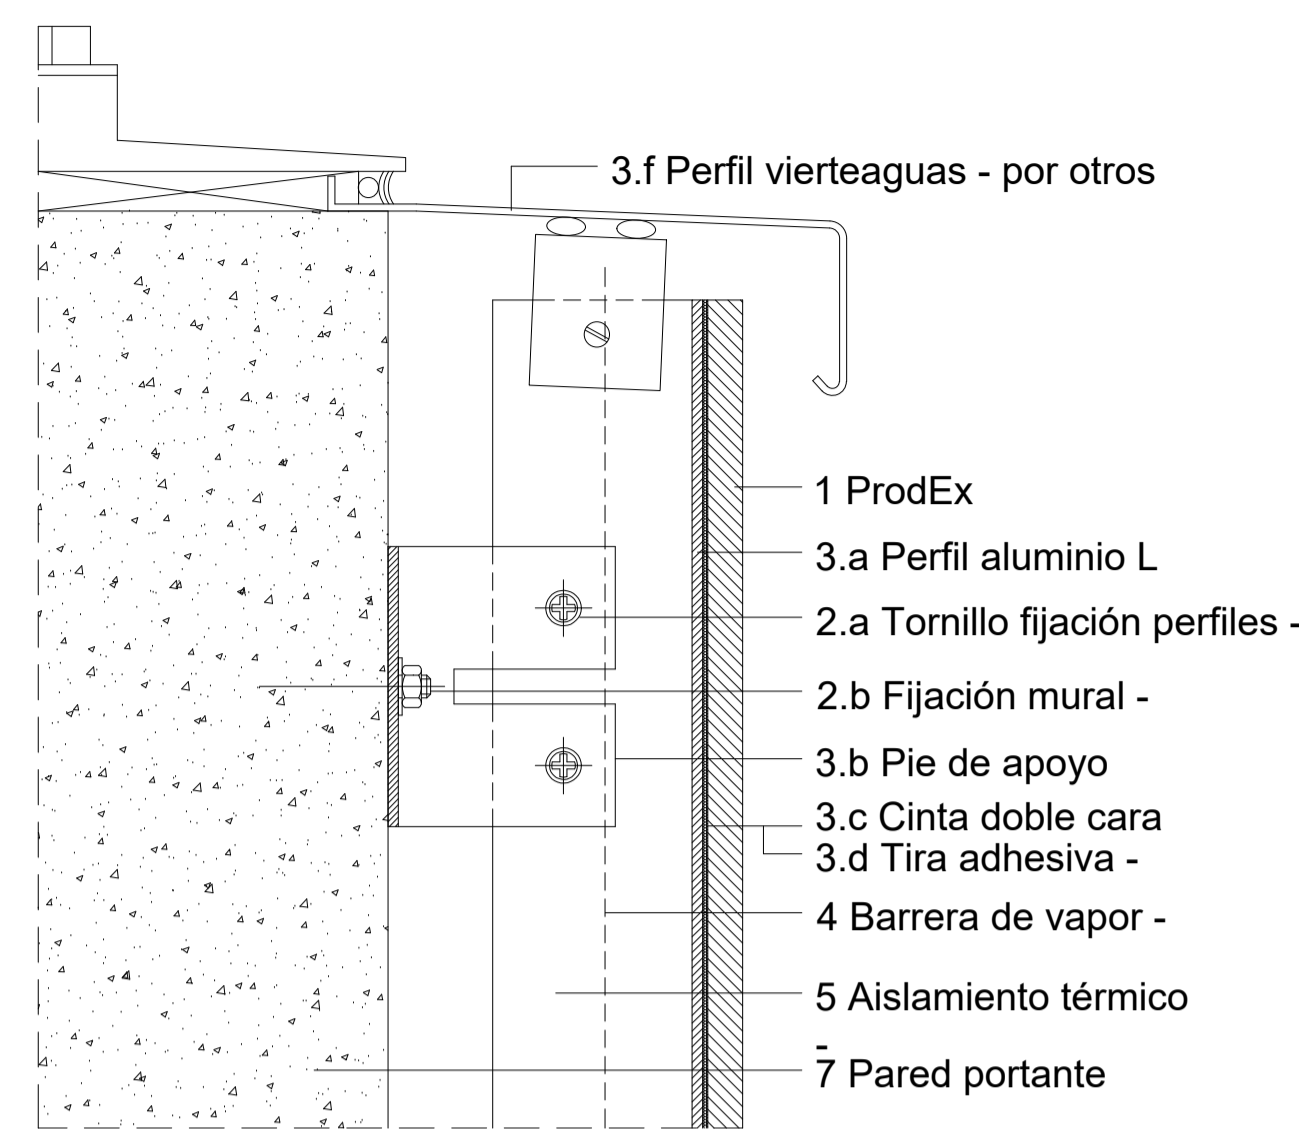 3.f Perfil vierteaguas - por otros
1 ProdEx
3.a Perfil aluminio L
2.a Tornillo fijación perfiles -
2.b Fijación mural -
3.b Pie de apoyo
3.c Cinta doble cara
3.d Tira adhesiva -
4 Barrera de vapor -
5 Aislamiento térmico
-
7 Pared portante